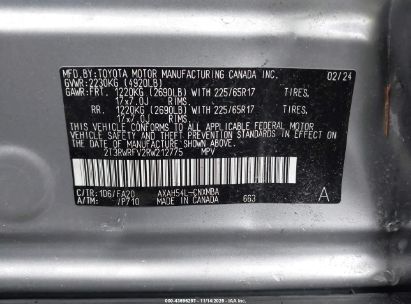 MFD. BY: TOYOTA MOTOR MANUFACTURING CANADA INC. 02/24
GVWR: 2230KG (4920LB)
GAWR: FRT. 1220KG (2690LB) WITH 225/65R17
17x7.0J RIMS.
RR. 1220KG (2690LB) WITH 225/65R17
17x7.0J RIMS.
THIS VEHICLE CONFORMS TO ALL APPLICABLE FEDERAL MOTOR
VEHICLE SAFETY AND THEFT PREVENTION STANDARDS IN EFFECT
ON THE DATE OF MANUFACTURE SHOWN ABOVE.
2T3RWRFV2RW212775 MPV
C/TR: 1D6/FA20 AXAH54L-CNXMBA A
A/TM: /P710 MADE IN CANADA 663